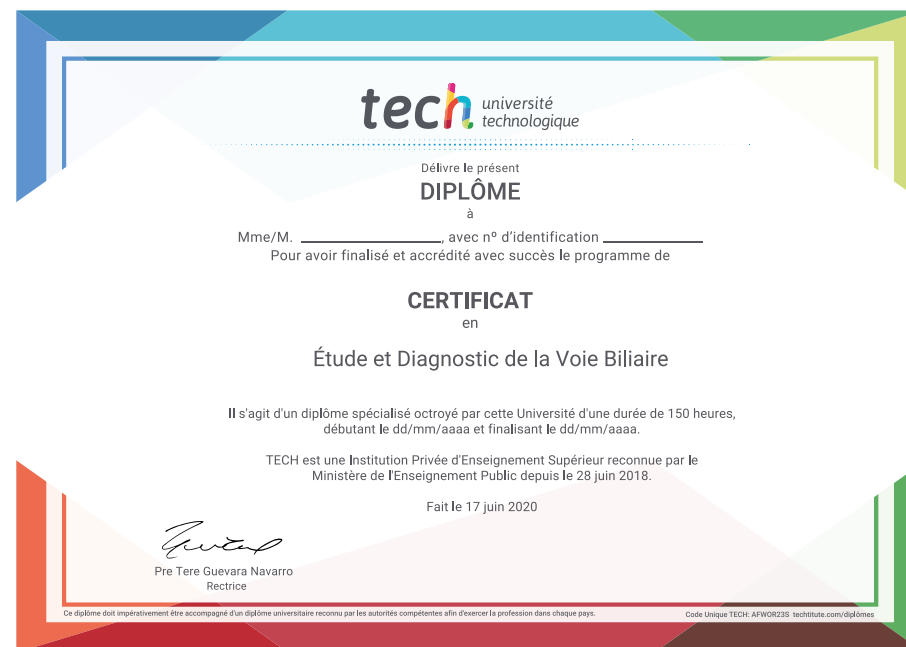 tech université
technologique
Délivre le présent
DIPLÔME
à
Mme/M. ____________________, avec nº d'identification ______________
Pour avoir finalisé et accrédité avec succès le programme de
CERTIFICAT
en
Étude et Diagnostic de la Voie Biliaire
Il s'agit d'un diplôme spécialisé octroyé par cette Université d'une durée de 150 heures,
débutant le dd/mm/aaaa et finalisant le dd/mm/aaaa.
TECH est une Institution Privée d'Enseignement Supérieur reconnue par le
Ministère de l'Enseignement Public depuis le 28 juin 2018.
Fait le 17 juin 2020
Pre Tere Guevara Navarro
Rectrice
Ce diplôme doit impérativement être accompagné d'un diplôme universitaire reconnu par les autorités compétentes afin d'exercer la profession dans chaque pays.
Code Unique TECH: AFWOR23S techtitute.com/diplômes